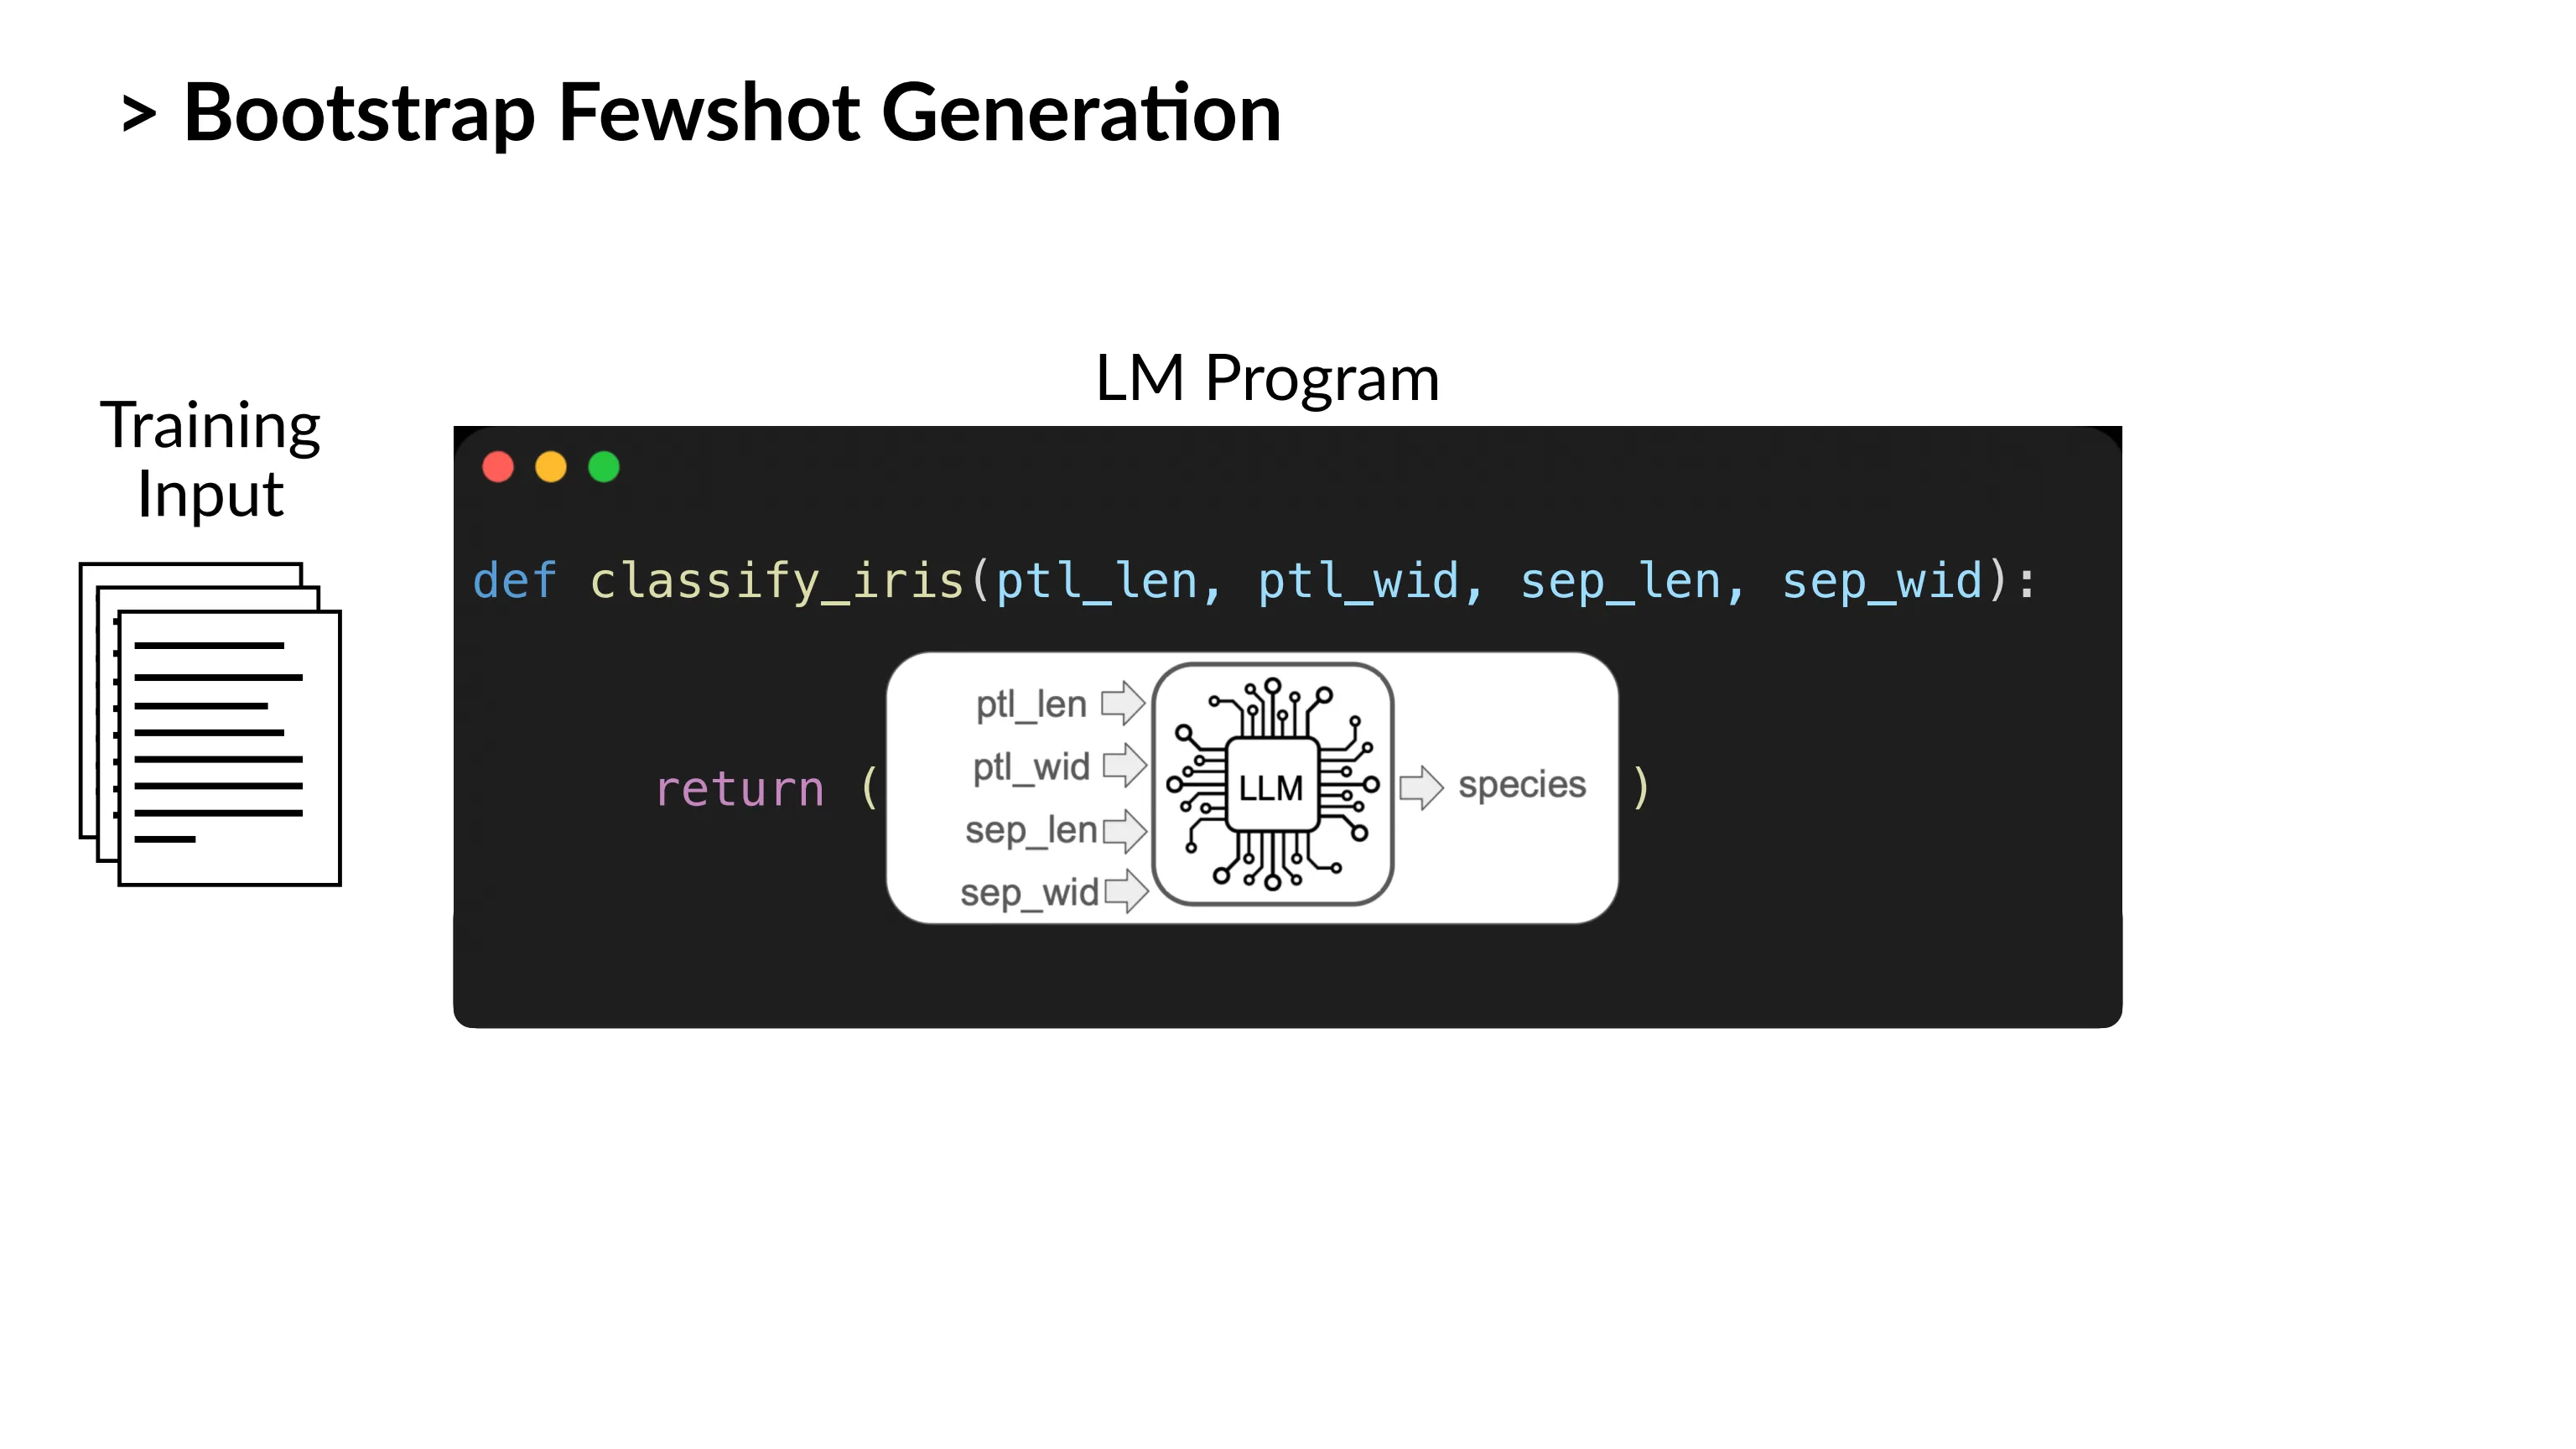 > Bootstrap Fewshot Generation
LM Program
Training
Input
def classify_iris(ptl_len, ptl_wid, sep_len, sep_wid):
return (
ptl_len
ptl_wid
sep_len
sep_wid
LLM
species
)